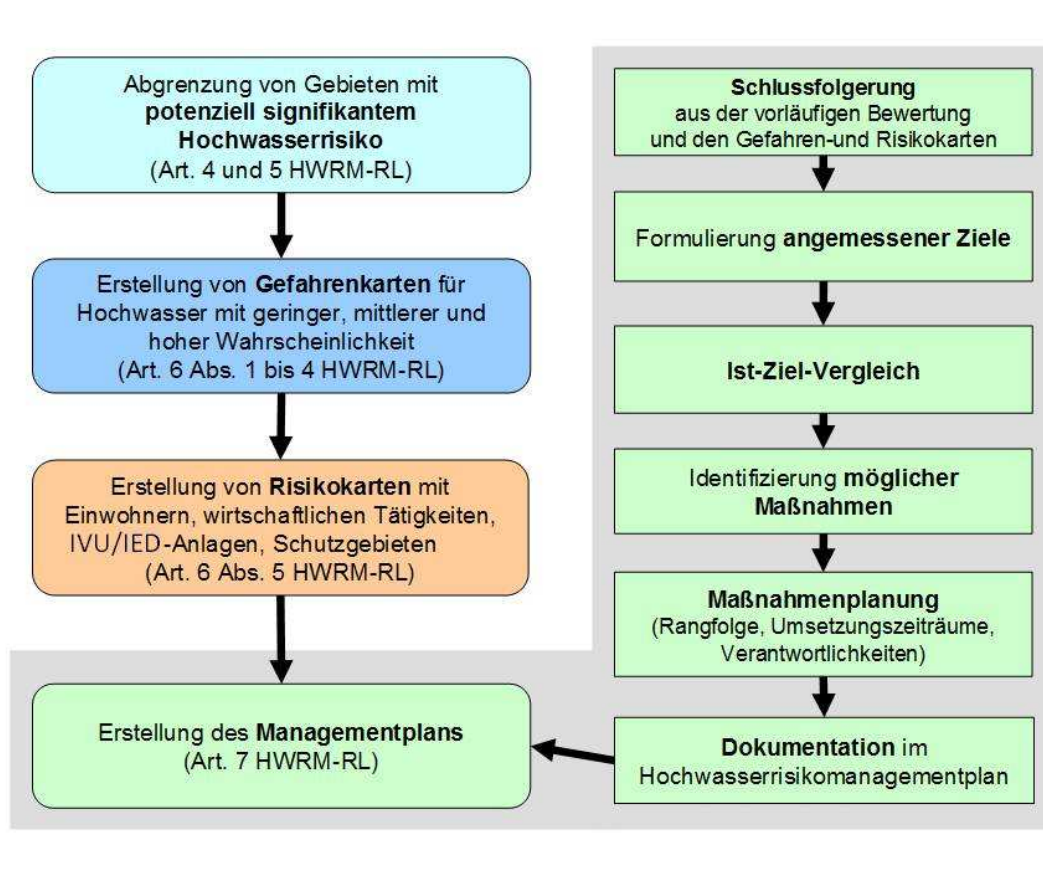 Abgrenzung von Gebieten mit
potenziell signifikantem
Hochwasserrisiko
(Art. 4 und 5 HWRM-RL)
Erstellung von Gefahrenkarten für
Hochwasser mit geringer, mittlerer und
hoher Wahrscheinlichkeit
(Art. 6 Abs. 1 bis 4 HWRM-RL)
Erstellung von Risikokarten mit
Einwohnern, wirtschaftlichen Tätigkeiten,
IVU/IED-Anlagen, Schutzgebieten
(Art. 6 Abs. 5 HWRM-RL)
Erstellung des Managementplans
(Art. 7 HWRM-RL)
Schlussfolgerung
aus der vorläufigen Bewertung
und den Gefahren-und Risikokarten
Formulierung angemessener Ziele
Ist-Ziel-Vergleich
Identifizierung möglicher
Maßnahmen
Maßnahmenplanung
(Rangfolge, Umsetzungszeiträume,
Verantwortlichkeiten)
Dokumentation im
Hochwasserrisikomanagementplan